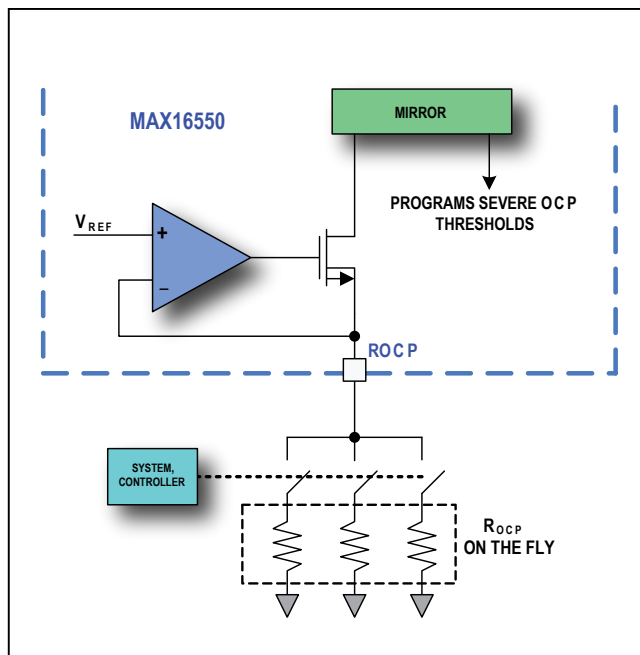 MAX16550
MIRROR
PROGRAMS SEVERE OCP
THRESHOLDS
VREF
+
–
ROCP
SYSTEM,
CONTROLLER
ROCP
ON THE FLY